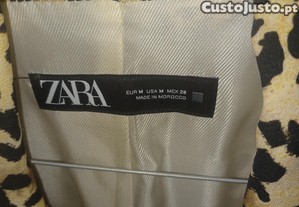 Custojusto.pt
ZARA
EUR M USA M MEX 28
MADE IN MOROCCO